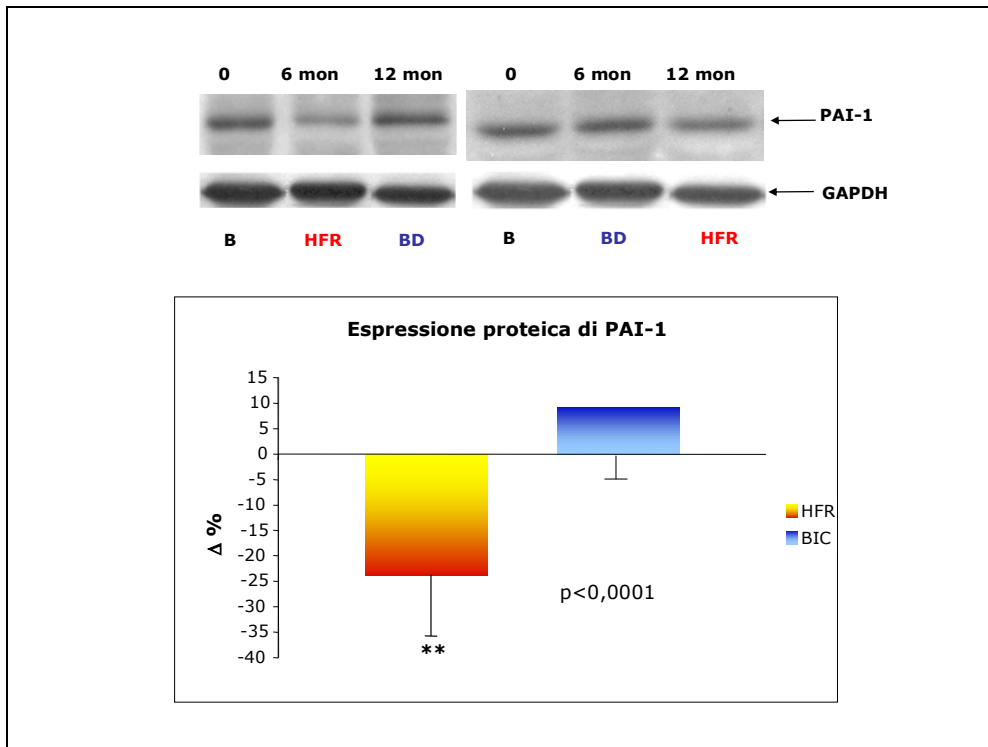 0 6 mon 12 mon 0 6 mon 12 mon
PAI-1
GAPDH
B HFR BD B BD HFR
Espressione proteica di PAI-1
15
10
5
0
-5
-10
-15
-20
-25
-30
-35
-40
Δ %
HFR
BIC
p<0,0001
**